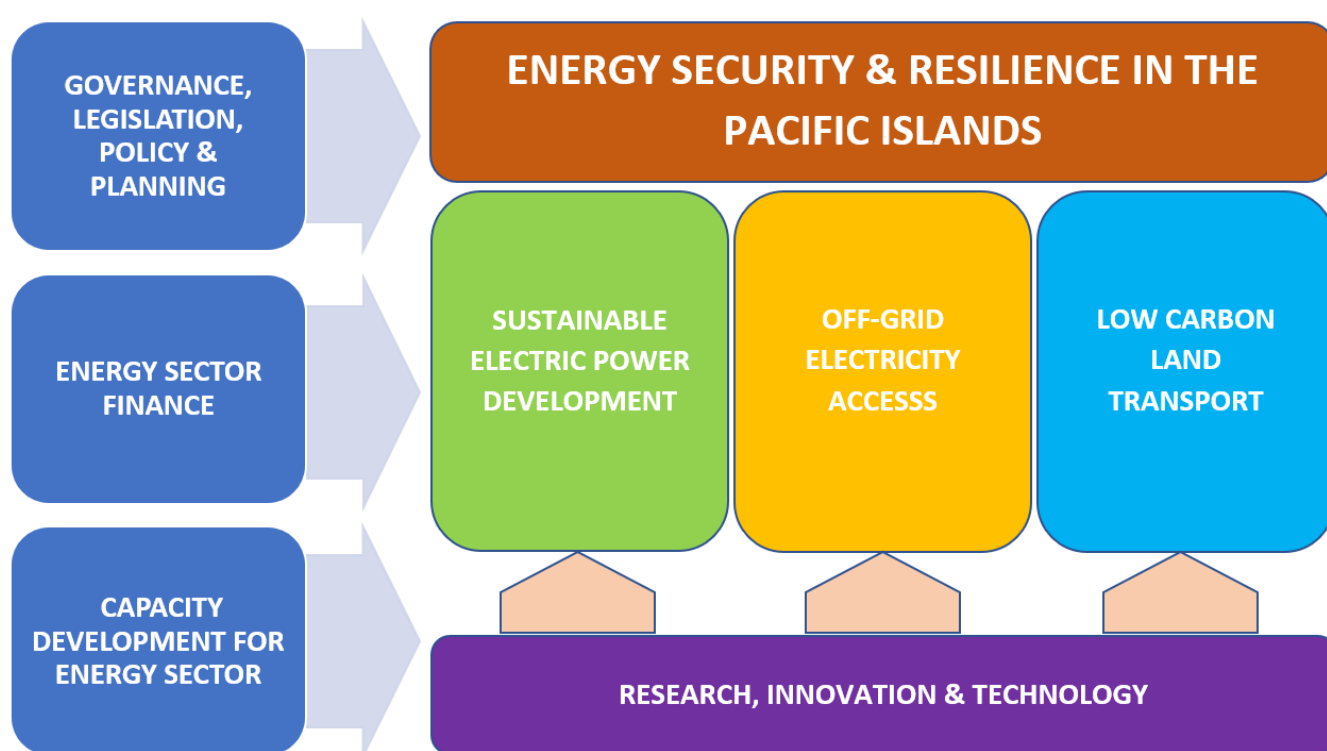 GOVERNANCE,
LEGISLATION,
POLICY &
PLANNING
ENERGY SECTOR
FINANCE
CAPACITY
DEVELOPMENT FOR
ENERGY SECTOR
ENERGY SECURITY & RESILIENCE IN THE
PACIFIC ISLANDS
SUSTAINABLE
ELECTRIC POWER
DEVELOPMENT
OFF-GRID
ELECTRICITY
ACCESSS
LOW CARBON
LAND
TRANSPORT
RESEARCH, INNOVATION & TECHNOLOGY